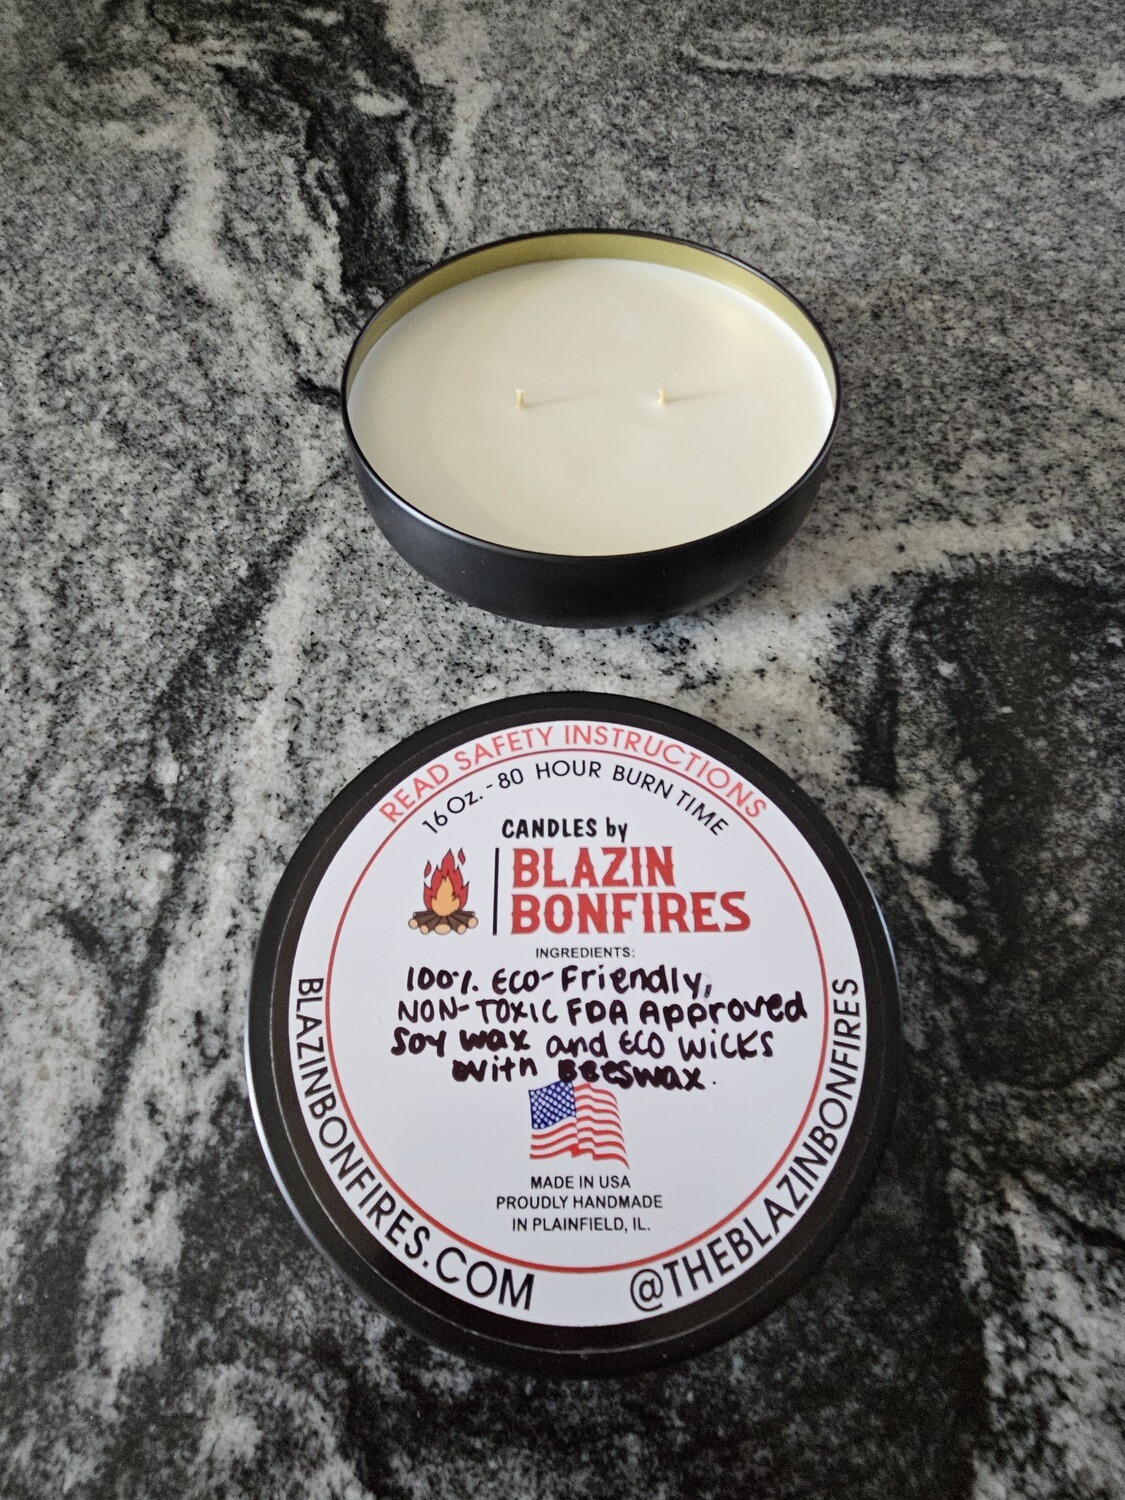 READ SAFETY INSTRUCTIONS
16 Oz. - 80 HOUR BURN TIME
CANDLES by
BLAZIN
BONFIRES
INGREDIENTS:
100% Eco-Friendly,
NON-TOXIC FDA Approved
Soy wax and ECO WICKS
with Beeswax.
MADE IN USA
PROUDLY HANDMADE
IN PLAINFIELD, IL.
BLAZINBONFIRES.COM
@THEBLAZINBONFIRES